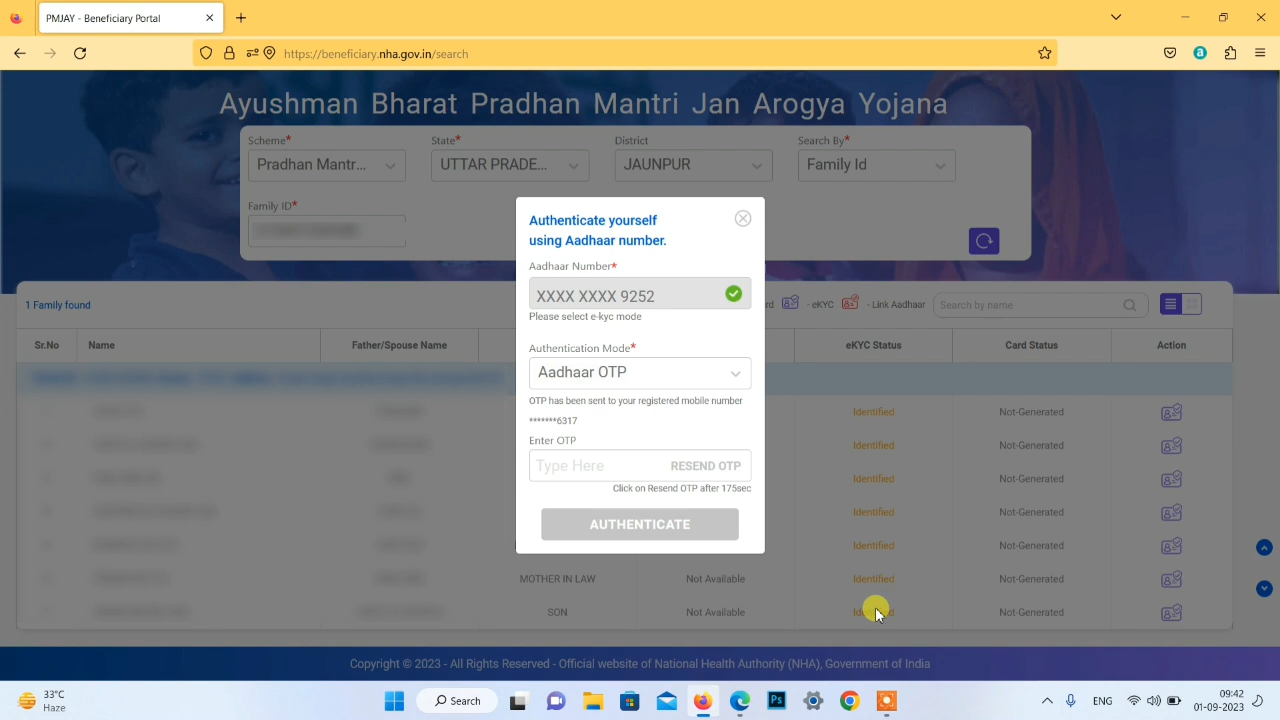 PMJAY - Beneficiary Portal
https://beneficiary.nha.gov.in/search
Ayushman Bharat Pradhan Mantri Jan Arogya Yojana
Scheme* State* District Search By*
Pradhan Mantr... UTTAR PRADE... JAUNPUR Family Id
Family ID*
Authenticate yourself
using Aadhaar number.
Aadhaar Number*
XXXX XXXX 9252
Please select e-kyc mode
Authentication Mode*
Aadhaar OTP
OTP has been sent to your registered mobile number
*******6317
Enter OTP
Type Here RESEND OTP
Click on Resend OTP after 175sec
AUTHENTICATE
1 Family found - eKYC - Link Aadhaar Search by name
Sr.No Name Father/Spouse Name eKYC Status Card Status Action
Identified Not-Generated
Identified Not-Generated
Identified Not-Generated
Identified Not-Generated
Identified Not-Generated
MOTHER IN LAW Not Available Identified Not-Generated
SON Not Available Identified Not-Generated
Copyright © 2023 - All Rights Reserved - Official website of National Health Authority (NHA), Government of India
33°C
Haze
Search
Ps
ENG
09:42
01-09-2023